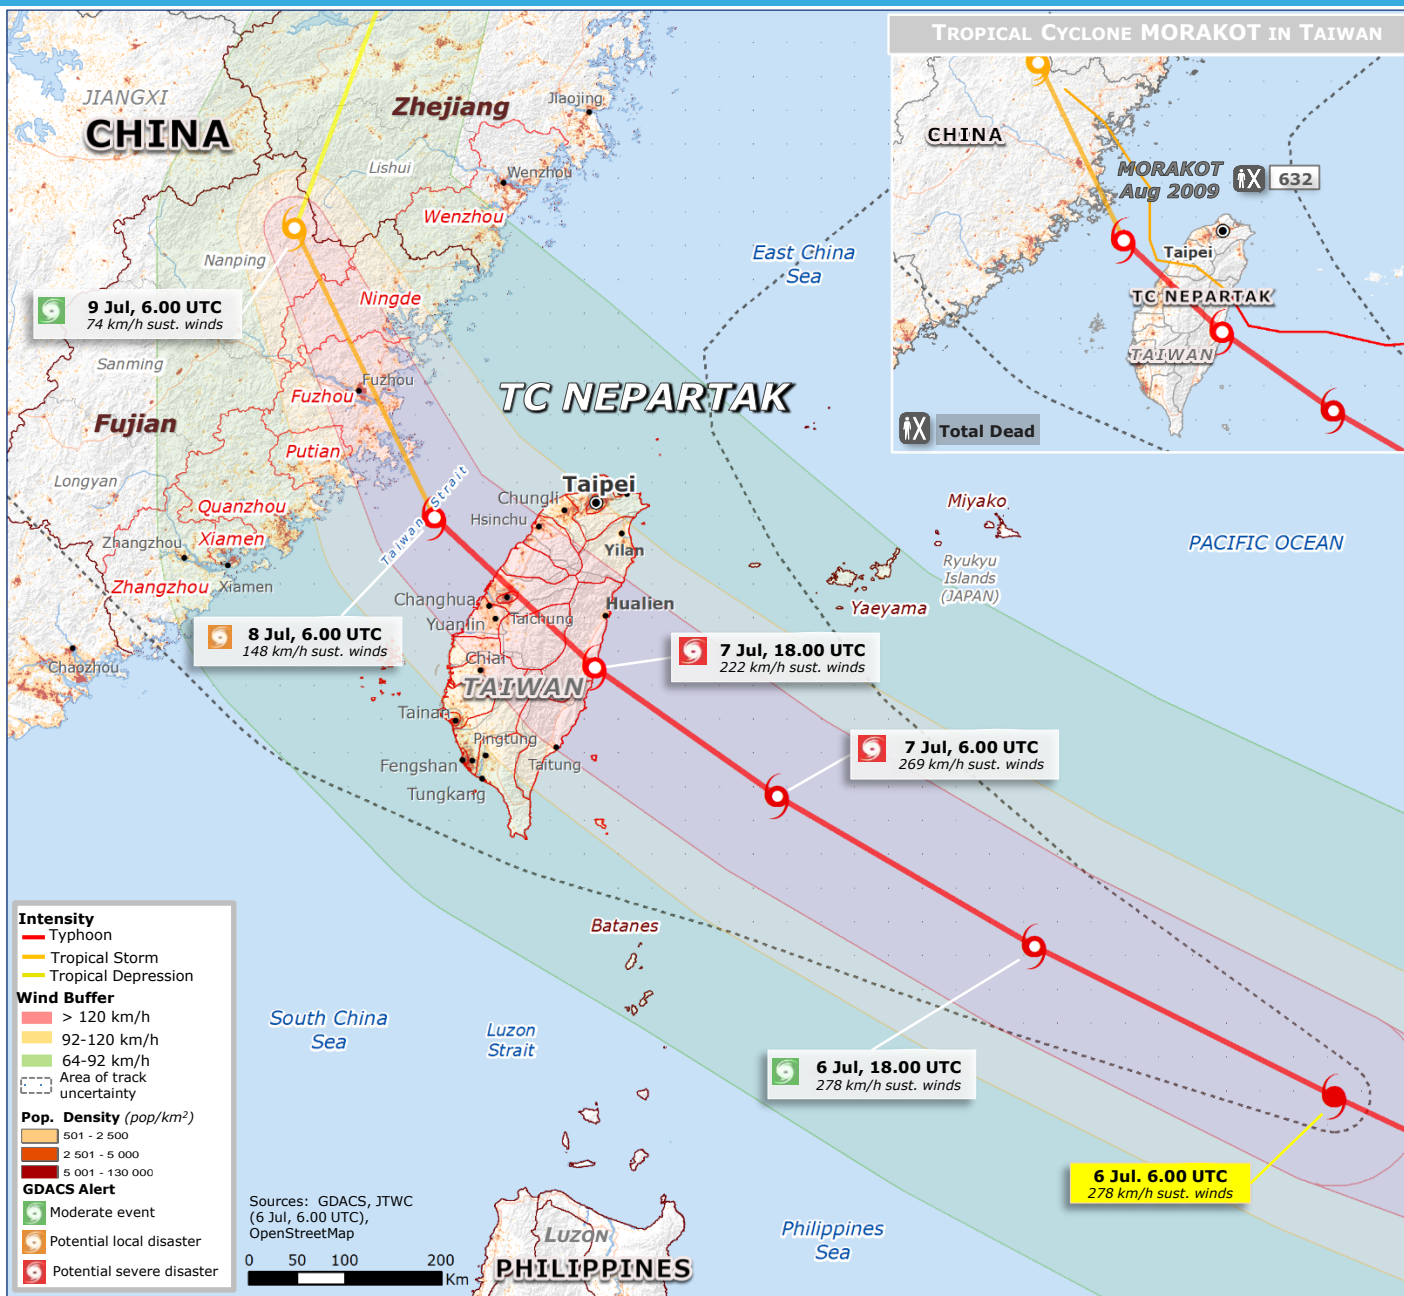 TROPICAL CYCLONE MORAKOT IN TAIWAN
CHINA
MORAKOT
Aug 2009
632
Taipei
TC NEPARTAK
TAIWAN
Total Dead
JIANGXI
CHINA
Zhejiang
Jiaojing
Lishui
Wenzhou
Wenzhou
East China
Sea
Nanping
Ningde
9 Jul, 6.00 UTC
74 km/h sust. winds
Sanming
Fuzhou
Fuzhou
TC NEPARTAK
Fujian
Putian
Longyan
Taiwan Strait
Taipei
Chungli
Hsinchu
Quanzhou
Miyako
Zhangzhou
Xiamen
Yilan
PACIFIC OCEAN
Ryukyu
Islands
(JAPAN)
Zhangzhou
Xiamen
Changhua
Hualien
Yaeyama
Taichung
Yuanlin
8 Jul, 6.00 UTC
148 km/h sust. winds
7 Jul, 18.00 UTC
222 km/h sust. winds
Chaozhou
Chiai
TAIWAN
Tainan
Pingtung
7 Jul, 6.00 UTC
269 km/h sust. winds
Fengshan
Taitung
Tungkang
Batanes
Intensity
Typhoon
Tropical Storm
Tropical Depression
Wind Buffer
> 120 km/h
92-120 km/h
64-92 km/h
Area of track
uncertainty
Pop. Density (pop/km²)
501 - 2 500
2 501 - 5 000
5 001 - 130 000
GDACS Alert
Moderate event
Potential local disaster
Potential severe disaster
South China
Sea
Luzon
Strait
6 Jul, 18.00 UTC
278 km/h sust. winds
6 Jul. 6.00 UTC
278 km/h sust. winds
Sources: GDACS, JTWC
(6 Jul, 6.00 UTC),
OpenStreetMap
0 50 100 200
Km
LUZON
PHILIPPINES
Philippines
Sea